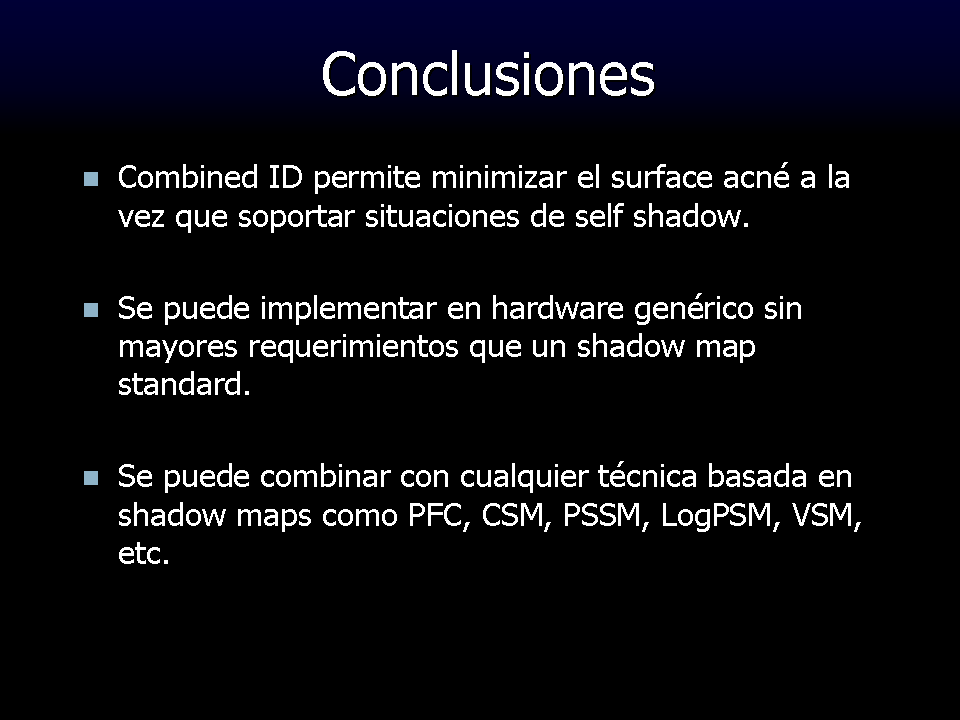 Conclusiones
Combined ID permite minimizar el surface acné a la
vez que soportar situaciones de self shadow.
Se puede implementar en hardware genérico sin
mayores requerimientos que un shadow map
standard.
Se puede combinar con cualquier técnica basada en
shadow maps como PFC, CSM, PSSM, LogPSM, VSM,
etc.